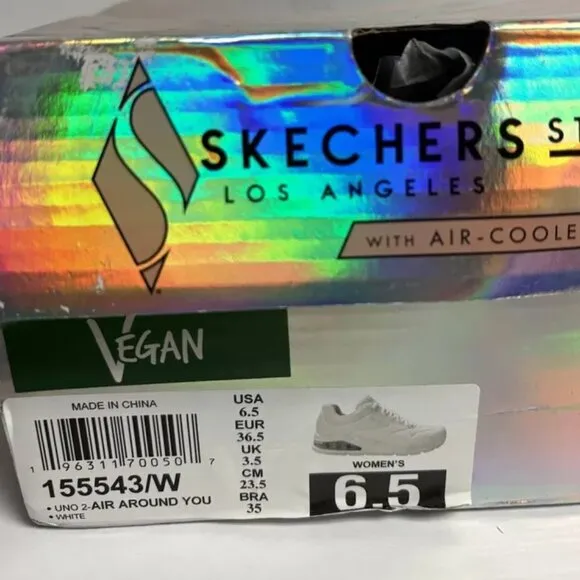 SKECHERS ST
LOS ANGELES
WITH AIR-COOLE
VEGAN
MADE IN CHINA
1 96311 70050 7
155543/W
• UNO 2-AIR AROUND YOU
• WHITE
USA
6.5
EUR
36.5
UK
3.5
CM
23.5
BRA
35
WOMEN'S
6.5